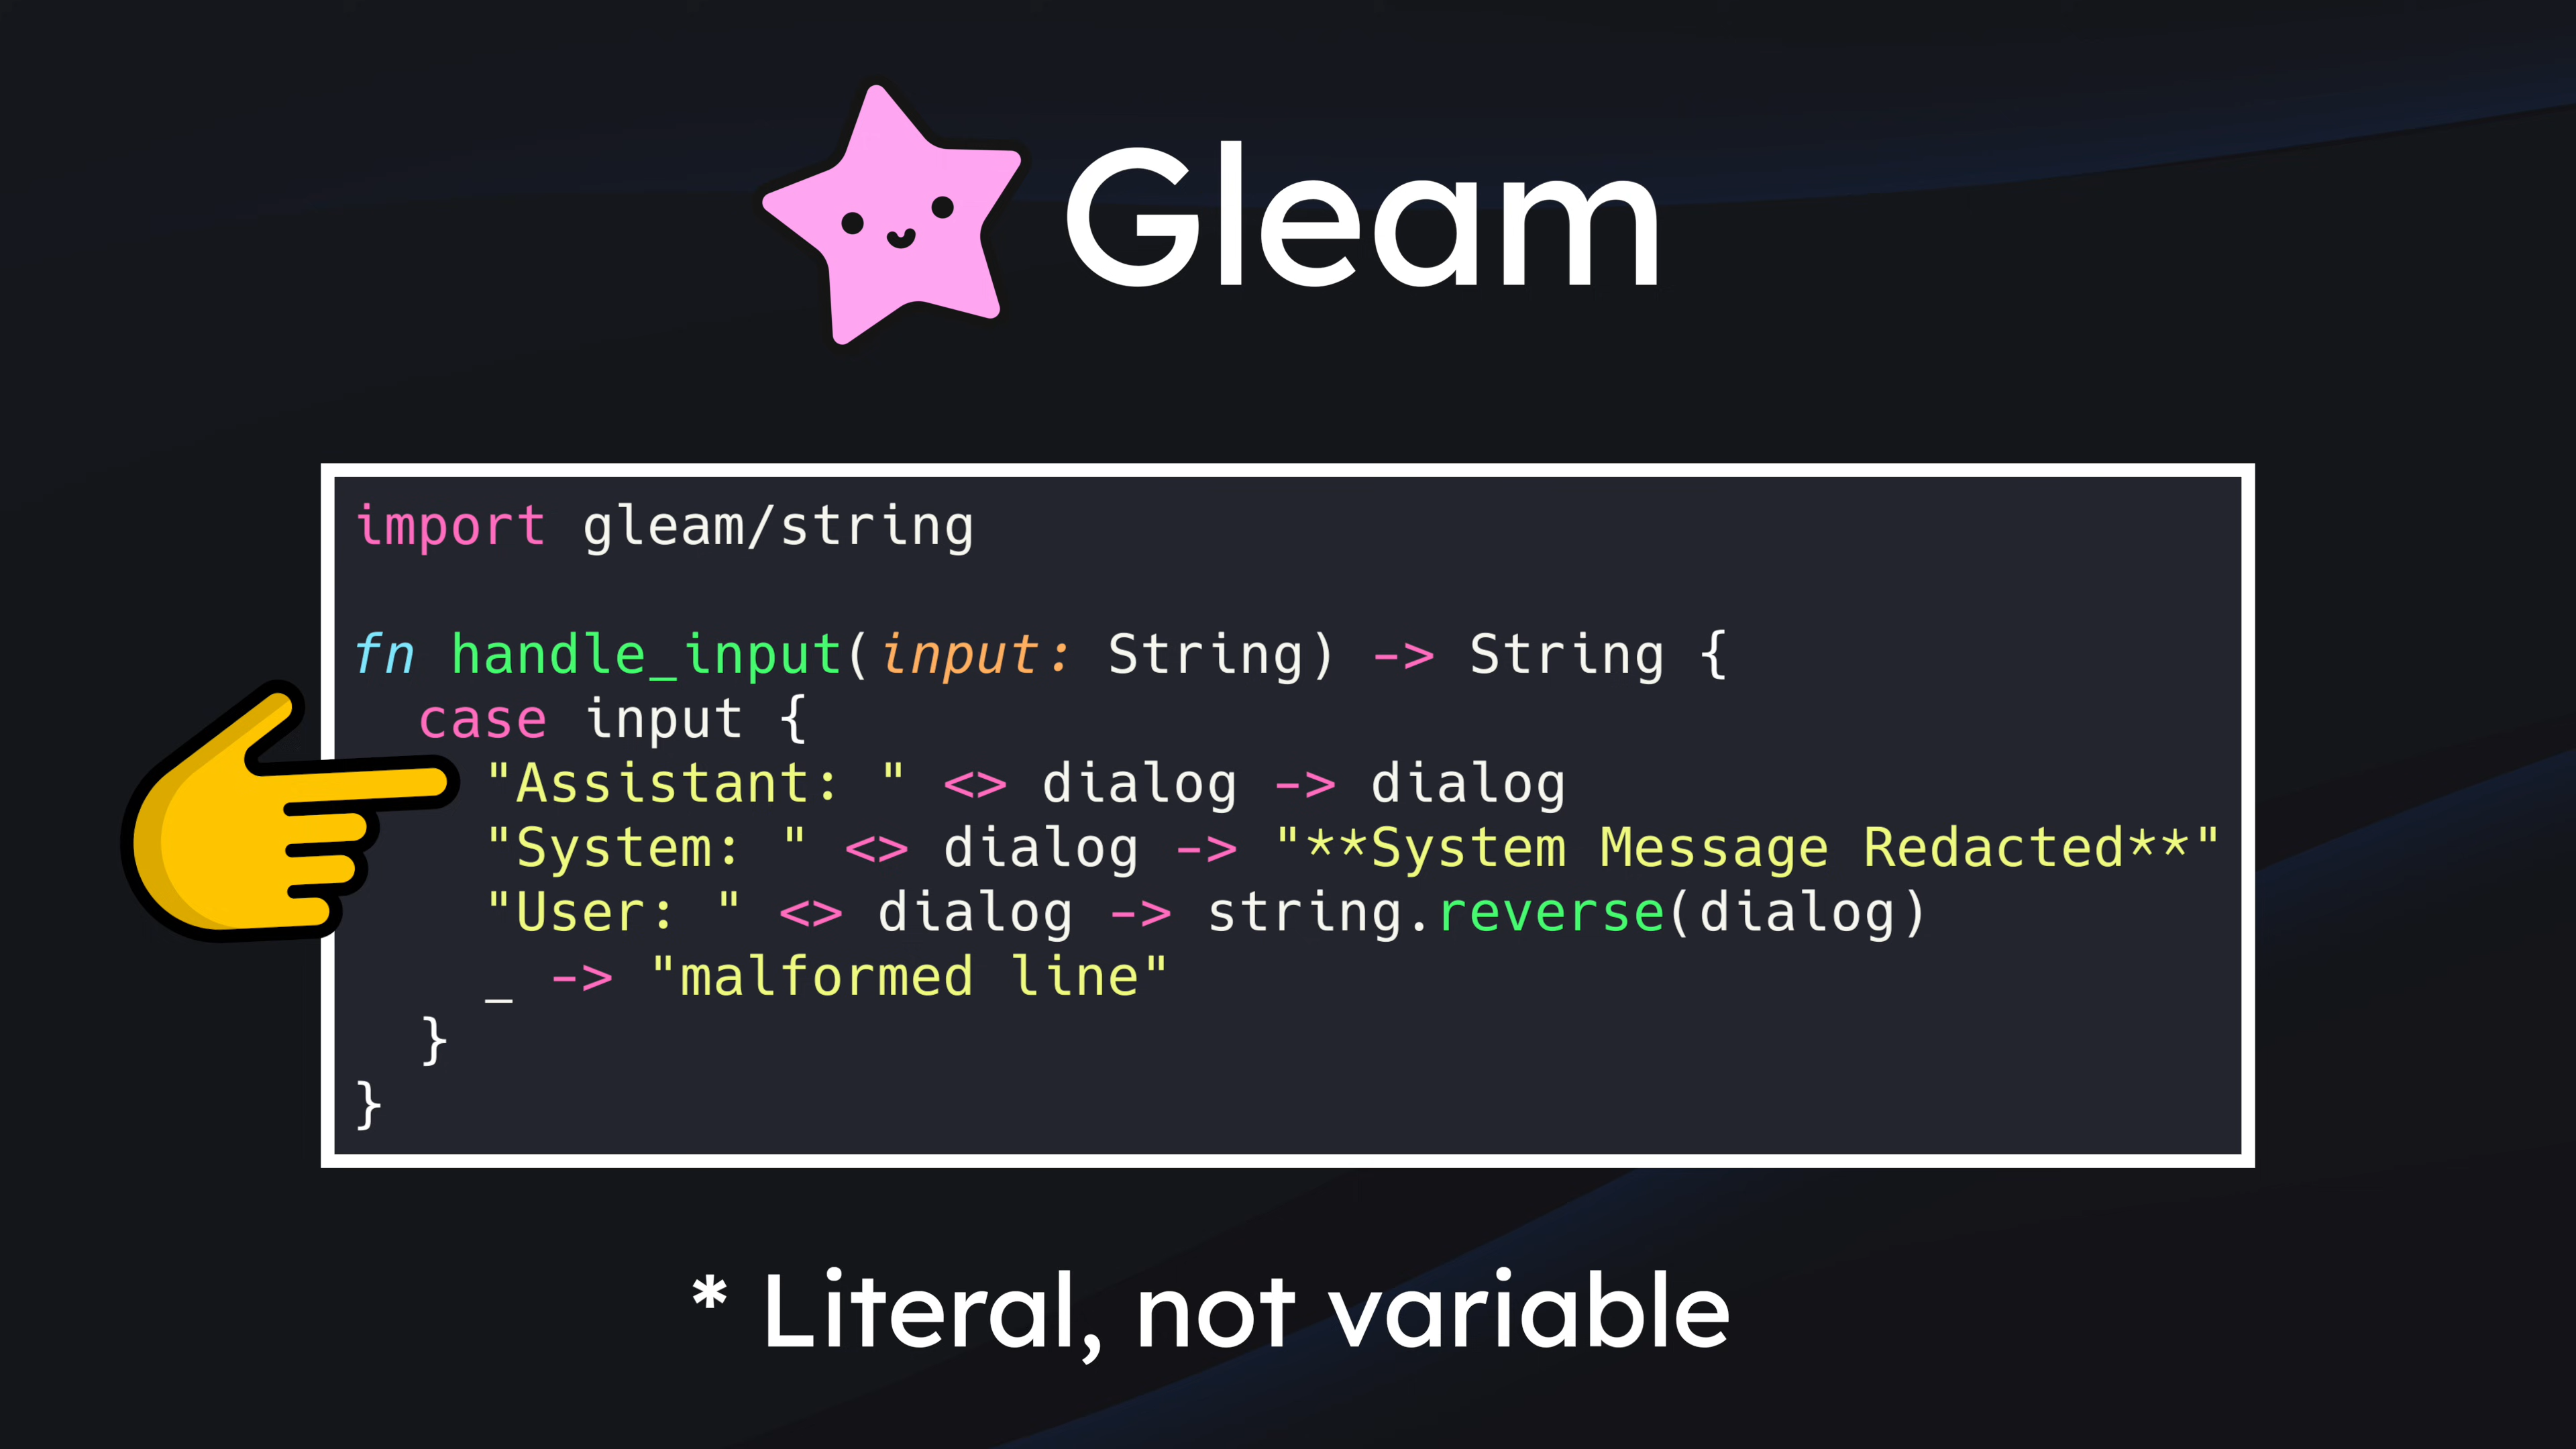 Gleam
import gleam/string
fn handle_input(input: String) -> String {
case input {
"Assistant: " <> dialog -> dialog
"System: " <> dialog -> "**System Message Redacted**"
"User: " <> dialog -> string.reverse(dialog)
_ -> "malformed line"
}
}
* Literal, not variable